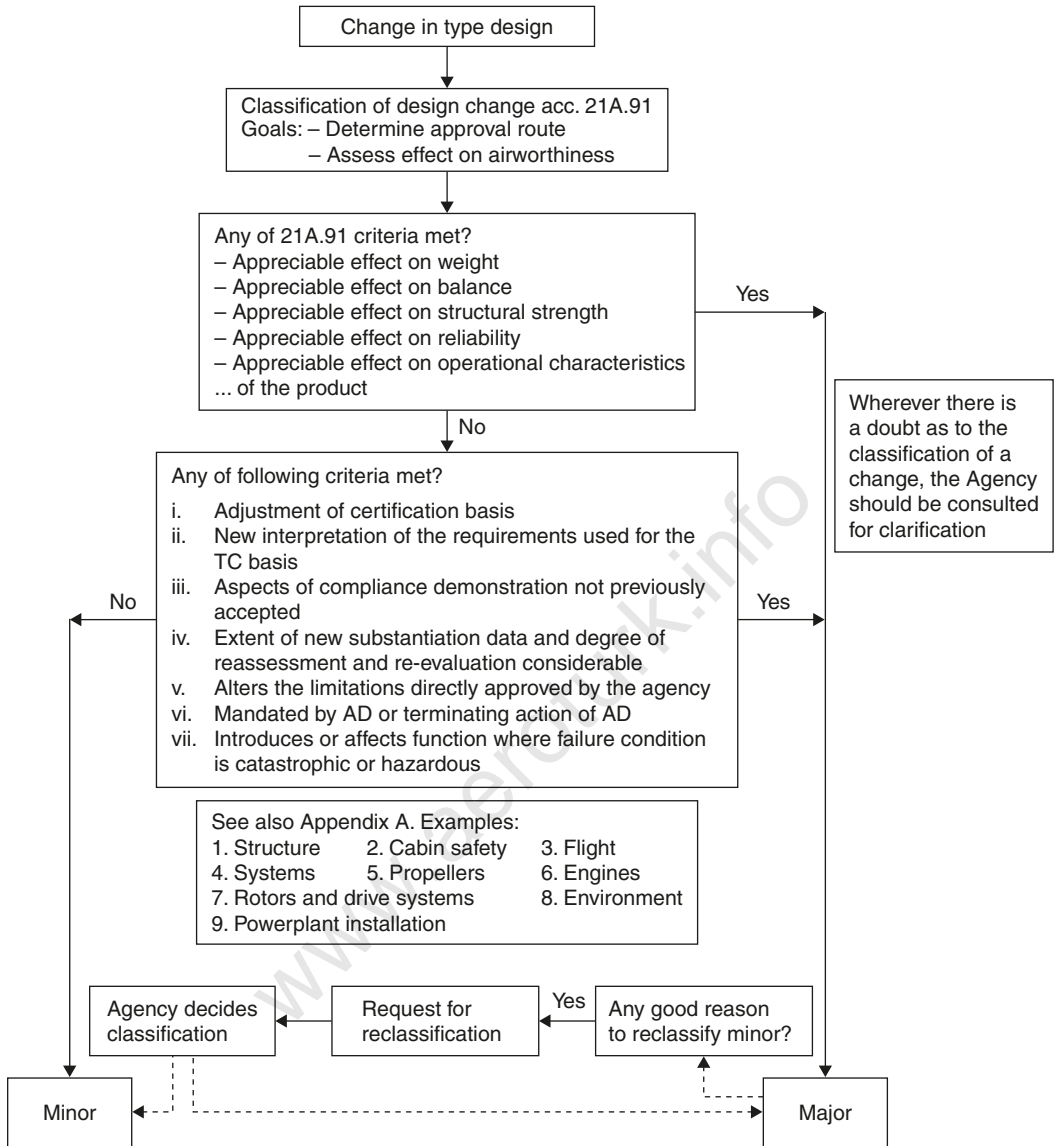 Change in type design
Classification of design change acc. 21A.91
Goals: – Determine approval route
– Assess effect on airworthiness
Any of 21A.91 criteria met?
– Appreciable effect on weight
– Appreciable effect on balance
– Appreciable effect on structural strength
– Appreciable effect on reliability
– Appreciable effect on operational characteristics
... of the product
Yes
No
Wherever there is
a doubt as to the
classification of a
change, the Agency
should be consulted
for clarification
Any of following criteria met?
i. Adjustment of certification basis
ii. New interpretation of the requirements used for the
TC basis
iii. Aspects of compliance demonstration not previously
accepted
iv. Extent of new substantiation data and degree of
reassessment and re-evaluation considerable
v. Alters the limitations directly approved by the agency
vi. Mandated by AD or terminating action of AD
vii. Introduces or affects function where failure condition
is catastrophic or hazardous
No
Yes
See also Appendix A. Examples:
1. Structure 2. Cabin safety 3. Flight
4. Systems 5. Propellers 6. Engines
7. Rotors and drive systems 8. Environment
9. Powerplant installation
Agency decides
classification
Request for
reclassification
Yes
Any good reason
to reclassify minor?
Minor
Major
www.aeroturk.info